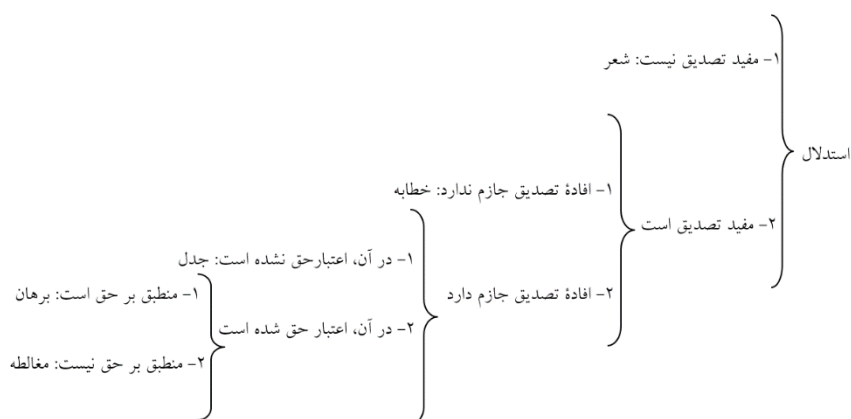 استدلال
۱- مفید تصدیق نیست: شعر
۲- مفید تصدیق است
۱- افادۀ تصدیق جازم ندارد: خطابه
۲- افادۀ تصدیق جازم دارد
۱- در آن، اعتبارحق نشده است: جدل
۲- در آن، اعتبار حق شده است
۱- منطبق بر حق است: برهان
۲- منطبق بر حق نیست: مغالطه